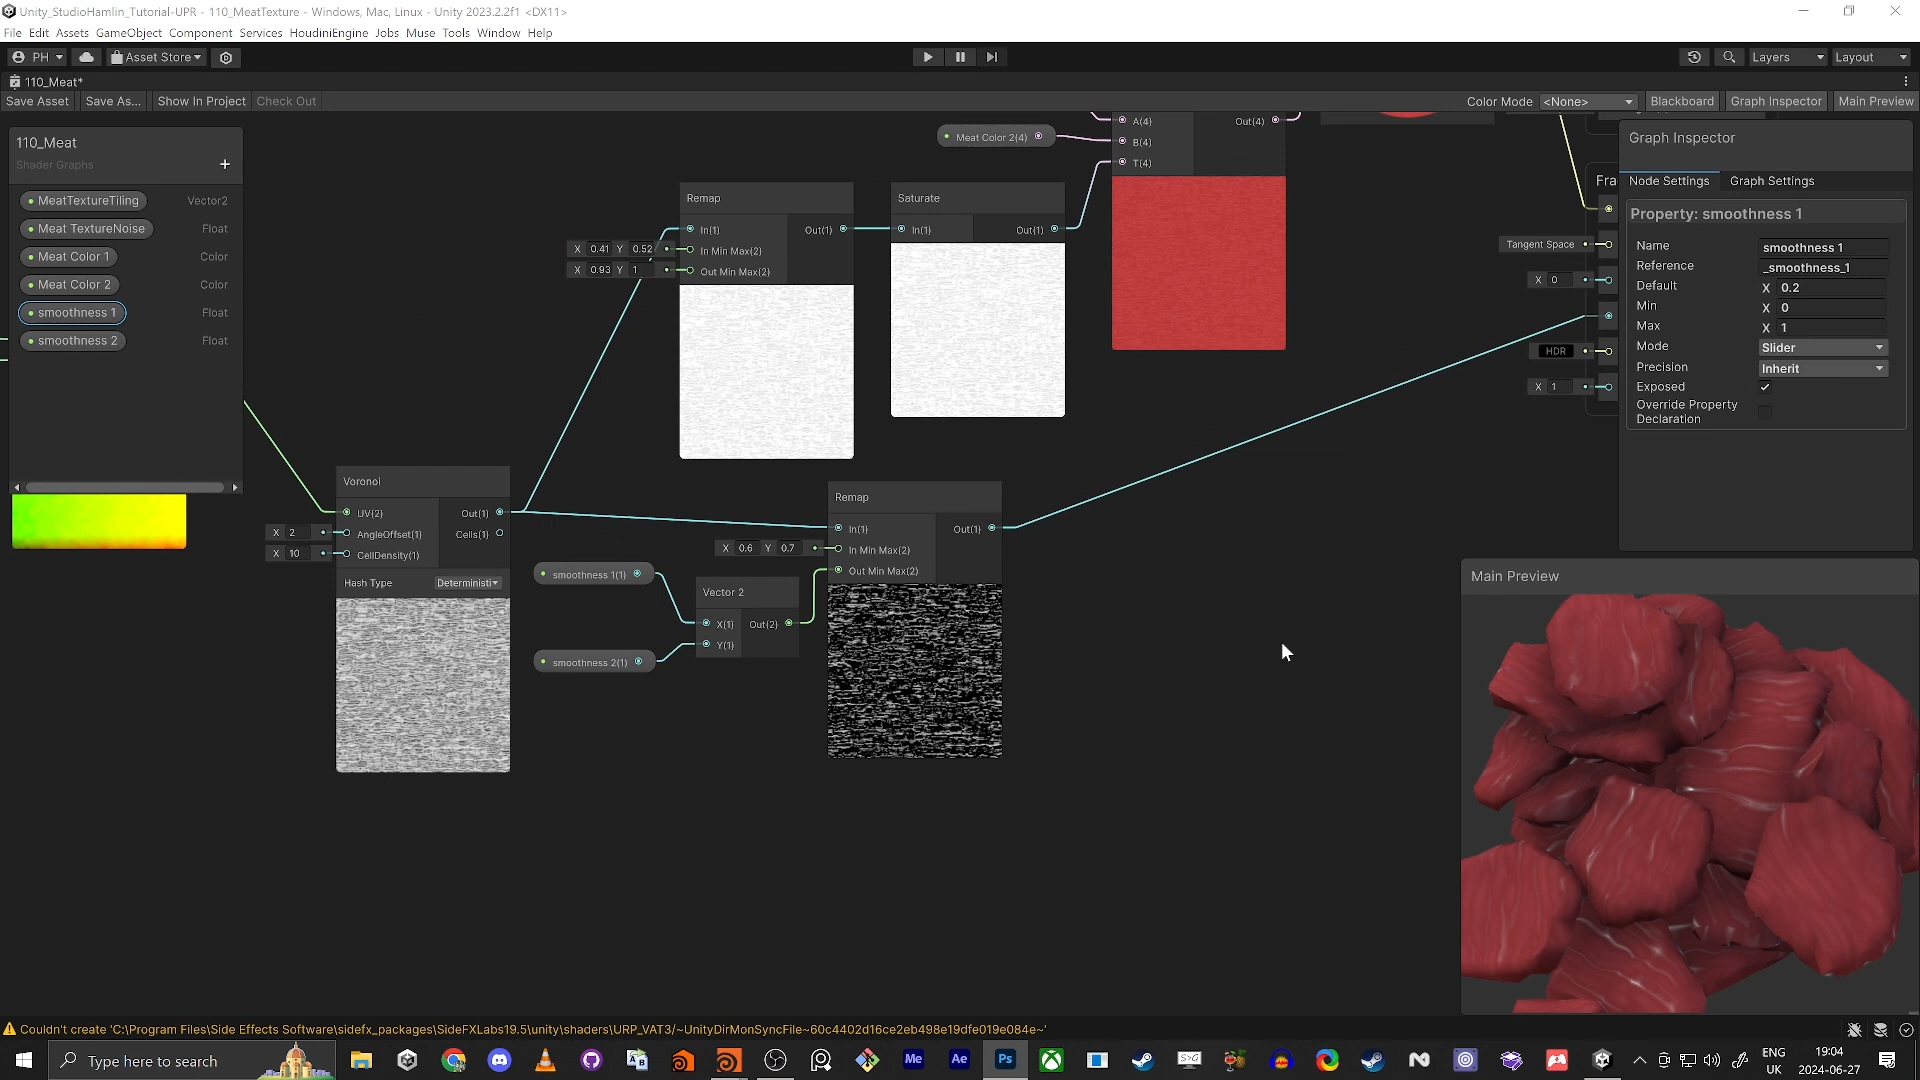 Unity_StudioHamlin_Tutorial-UPR - 110_MeatTexture - Windows, Mac, Linux - Unity 2023.2.2f1 <DX11>
File Edit Assets GameObject Component Services HoudiniEngine Jobs Muse Tools Window Help
PH Asset Store Layers Layout
110_Meat*
Save Asset Save As... Show In Project Check Out Color Mode <None> Blackboard Graph Inspector Main Preview
110_Meat
Shader Graphs
MeatTextureTiling Vector2
Meat TextureNoise Float
Meat Color 1 Color
Meat Color 2 Color
smoothness 1 Float
smoothness 2 Float
Meat Color 2(4)
A(4) Out(4)
B(4)
T(4)
Remap
In(1) Out(1)
X 0.41 Y 0.52 In Min Max(2)
X 0.93 Y 1 Out Min Max(2)
Saturate
In(1) Out(1)
Fra
Tangent Space
X 0
HDR
X 1
Voronoi
UV(2) Out(1)
X 2 AngleOffset(1) Cells(1)
X 10 CellDensity(1)
Hash Type Deterministi
smoothness 1(1)
smoothness 2(1)
Vector 2
X(1) Out(2)
Y(1)
Remap
In(1) Out(1)
X 0.6 Y 0.7 In Min Max(2)
Out Min Max(2)
Graph Inspector
Node Settings Graph Settings
Property: smoothness 1
Name smoothness 1
Reference _smoothness_1
Default X 0.2
Min X 0
Max X 1
Mode Slider
Precision Inherit
Exposed
Override Property
Declaration
Main Preview
Couldn't create 'C:\Program Files\Side Effects Software\sidefx_packages\SideFXLabs19.5\unity\shaders\URP_VAT3/~UnityDirMonSyncFile~60c4402d16ce2eb498e19dfe019e084e~'
Type here to search
Me Ae Ps
ENG 19:04
UK 2024-06-27